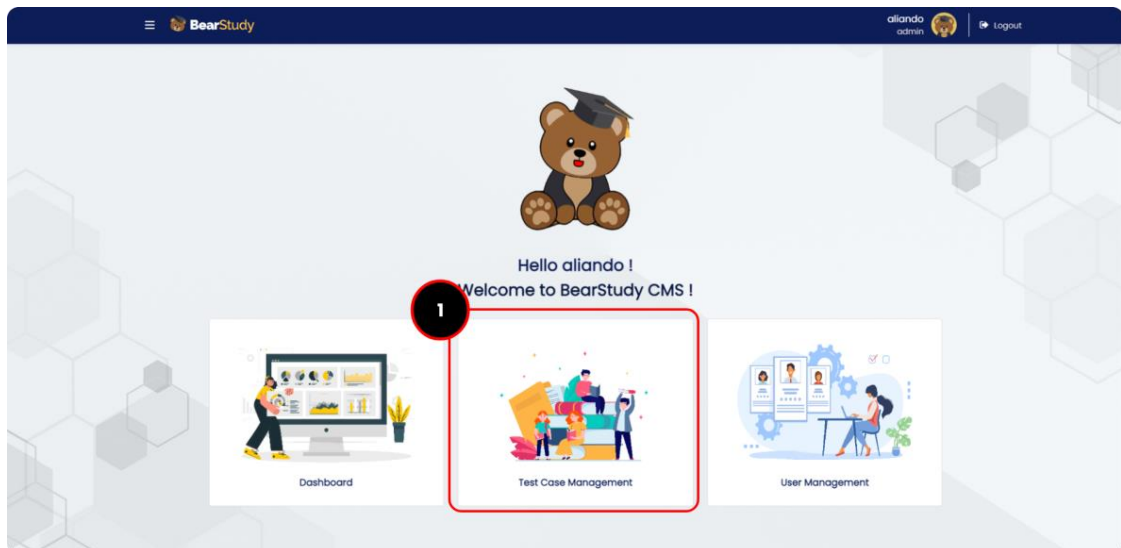 BearStudy
aliando
admin
Logout
Hello aliando !
Welcome to BearStudy CMS !
1
Dashboard
Test Case Management
User Management